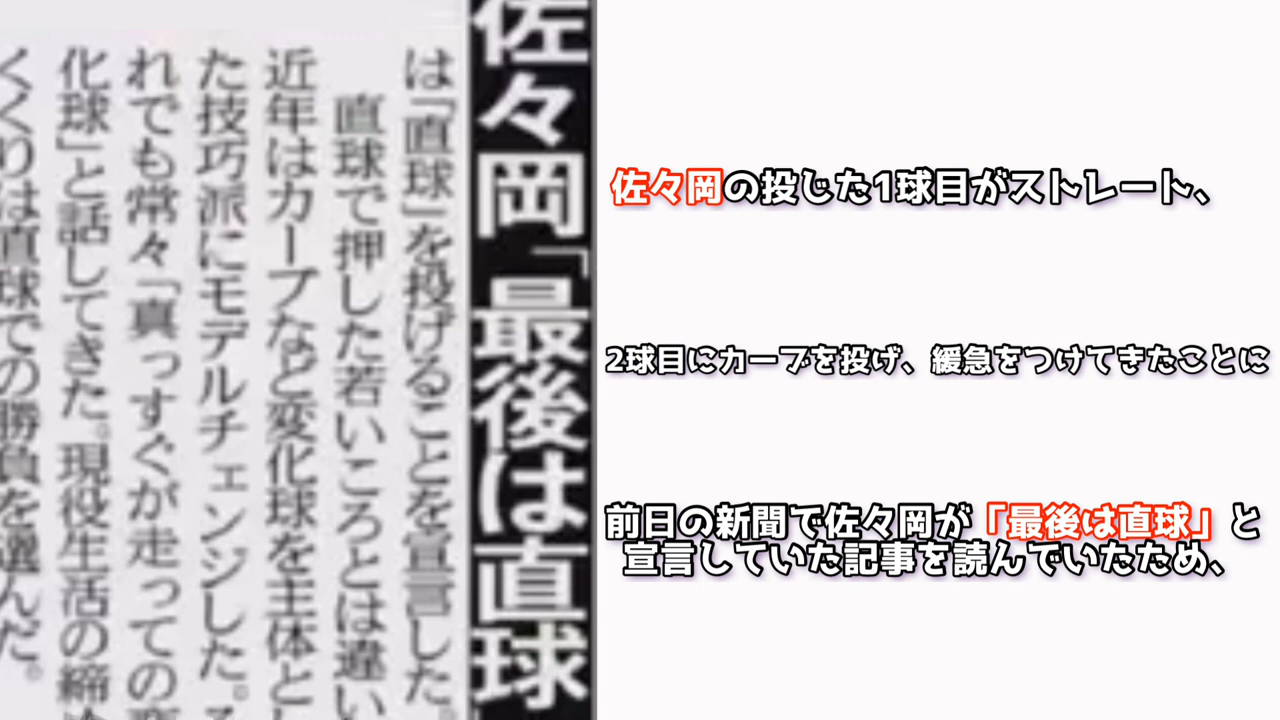 佐々岡「最後は直球
は「直球」を投げることを宣言した。
直球で押した若いころとは違い
近年はカーブなど変化球を主体とし
た技巧派にモデルチェンジした。そ
れでも常々「真っすぐが走っての変
化球」と話してきた。現役生活の締め
くくりは直球での勝負を選んだ。
佐々岡の投じた1球目がストレート、
2球目にカーブを投げ、緩急をつけてきたことに
前日の新聞で佐々岡が「最後は直球」と
宣言していた記事を読んでいたため、